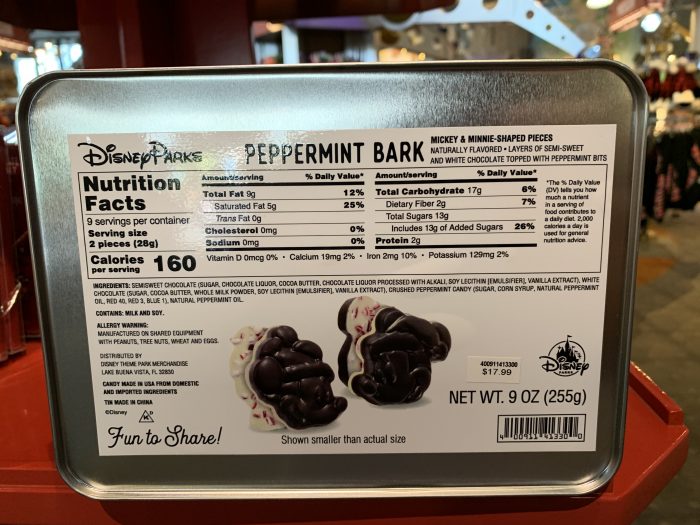 Disney Parks
PEPPERMINT BARK
MICKEY & MINNIE-SHAPED PIECES
NATURALLY FLAVORED • LAYERS OF SEMI-SWEET
AND WHITE CHOCOLATE TOPPED WITH PEPPERMINT BITS
Nutrition
Facts
9 servings per container
Serving size
2 pieces (28g)
Calories
per serving 160
Amount/serving % Daily Value*
Total Fat 9g 12%
Saturated Fat 5g 25%
Trans Fat 0g
Cholesterol 0mg 0%
Sodium 0mg 0%
Amount/serving % Daily Value*
Total Carbohydrate 17g 6%
Dietary Fiber 2g 7%
Total Sugars 13g
Includes 13g of Added Sugars 26%
Protein 2g
Vitamin D 0mcg 0% • Calcium 19mg 2% • Iron 2mg 10% • Potassium 129mg 2%
*The % Daily Value
(DV) tells you how
much a nutrient
in a serving of
food contributes to
a daily diet. 2,000
calories a day is
used for general
nutrition advice.
INGREDIENTS: SEMISWEET CHOCOLATE (SUGAR, CHOCOLATE LIQUOR, COCOA BUTTER, CHOCOLATE LIQUOR PROCESSED WITH ALKALI, SOY LECITHIN [EMULSIFIER], VANILLA EXTRACT), WHITE
CHOCOLATE (SUGAR, COCOA BUTTER, WHOLE MILK POWDER, SOY LECITHIN [EMULSIFIER], VANILLA EXTRACT), CRUSHED PEPPERMINT CANDY (SUGAR, CORN SYRUP, NATURAL PEPPERMINT
OIL, RED 40, RED 3, BLUE 1), NATURAL PEPPERMINT OIL.
CONTAINS: MILK AND SOY.
ALLERGY WARNING:
MANUFACTURED ON SHARED EQUIPMENT
WITH PEANUTS, TREE NUTS, WHEAT AND EGGS.
DISTRIBUTED BY
DISNEY THEME PARK MERCHANDISE
LAKE BUENA VISTA, FL 32830
CANDY MADE IN USA FROM DOMESTIC
AND IMPORTED INGREDIENTS
TIN MADE IN CHINA
©Disney
Fun to Share!
Shown smaller than actual size
400911413300
$17.99
Disney
PARKS
NET WT. 9 OZ (255g)
4 00911 41330 0